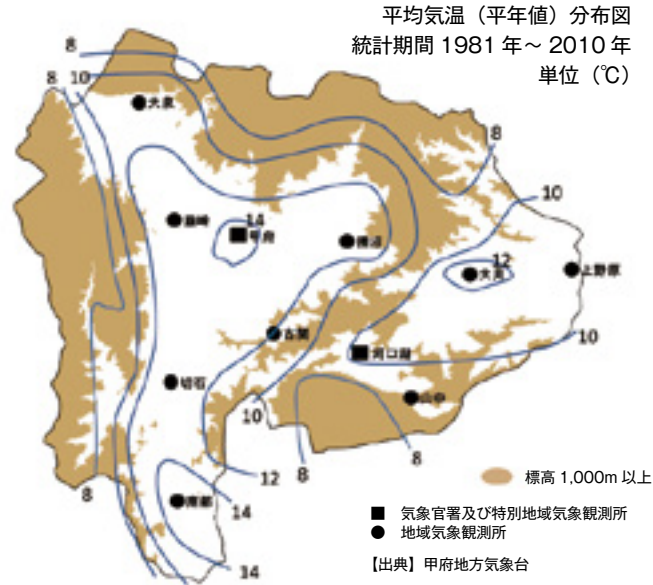 平均気温（平年値）分布図
統計期間 1981 年～ 2010 年
単位（℃）
8
8 10
大泉
8
10
韮崎
14
甲府
勝沼
12
大月
上野原
古関
河口湖
10
切石
山中
10
8
8
12
8
南部
14
14
標高 1,000m 以上
■ 気象官署及び特別地域気象観測所
● 地域気象観測所
【出典】甲府地方気象台